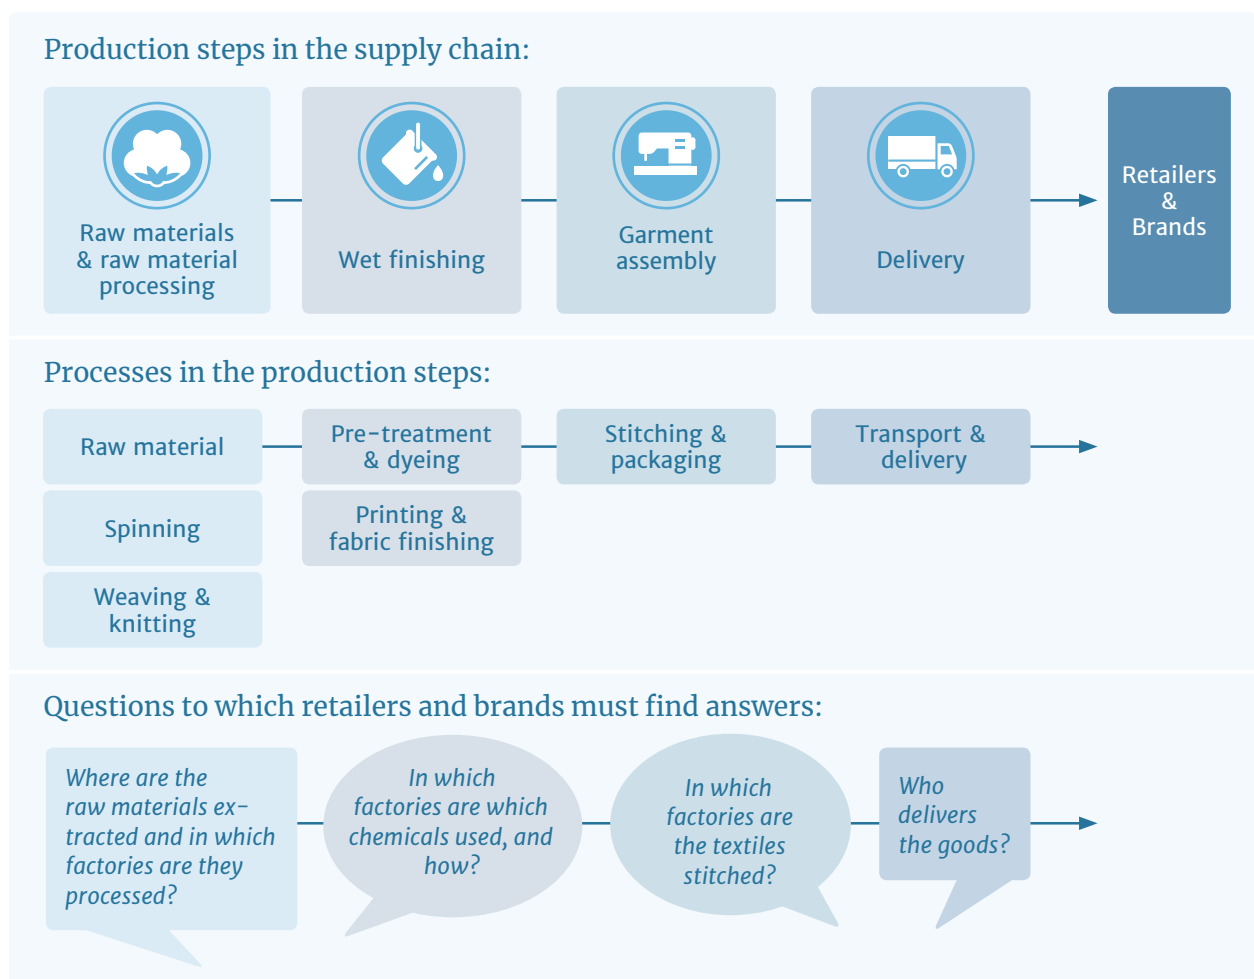 Production steps in the supply chain:
Raw materials
& raw material
processing
Wet finishing
Garment
assembly
Delivery
Retailers
&
Brands
Processes in the production steps:
Raw material
Pre-treatment
& dyeing
Stitching &
packaging
Transport &
delivery
Spinning
Printing &
fabric finishing
Weaving &
knitting
Questions to which retailers and brands must find answers:
Where are the
raw materials ex-
tracted and in which
factories are they
processed?
In which
factories are which
chemicals used, and
how?
In which
factories are
the textiles
stitched?
Who
delivers
the goods?